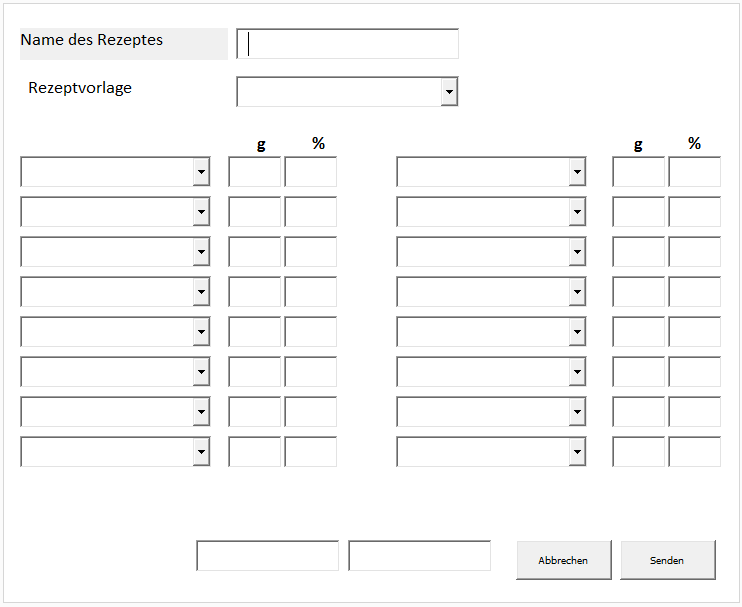 Name des Rezeptes
Rezeptvorlage
g %
g %
Abbrechen
Senden